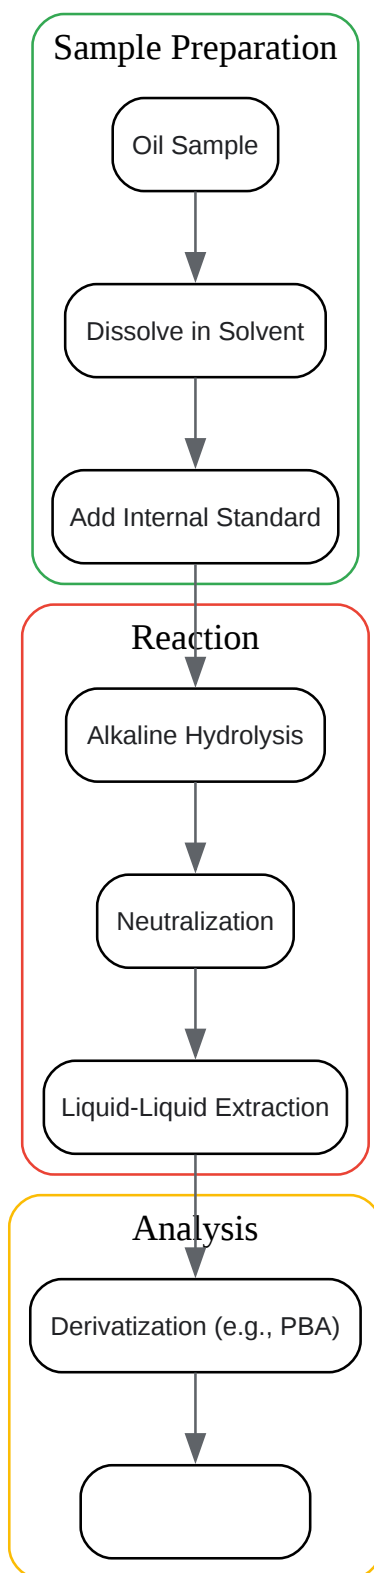 Sample Preparation
Oil Sample
Dissolve in Solvent
Add Internal Standard
Reaction
Alkaline Hydrolysis
Neutralization
Liquid-Liquid Extraction
Analysis
Derivatization (e.g., PBA)